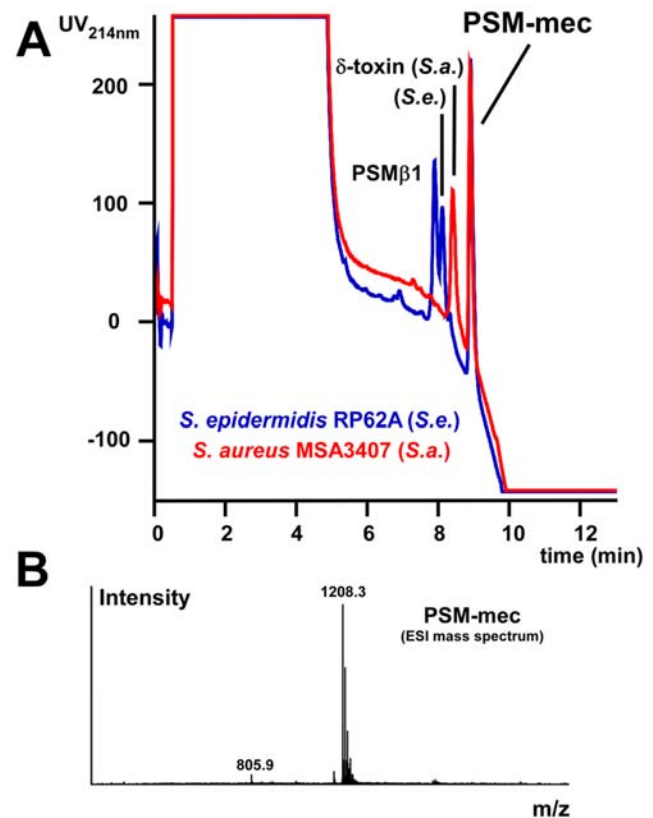 A
UV214nm
PSM-mec
δ-toxin (S.a.)
(S.e.)
PSMβ1
200
100
0
-100
S. epidermidis RP62A (S.e.)
S. aureus MSA3407 (S.a.)
0 2 4 6 8 10 12
time (min)
B
Intensity
1208.3
PSM-mec
(ESI mass spectrum)
805.9
m/z